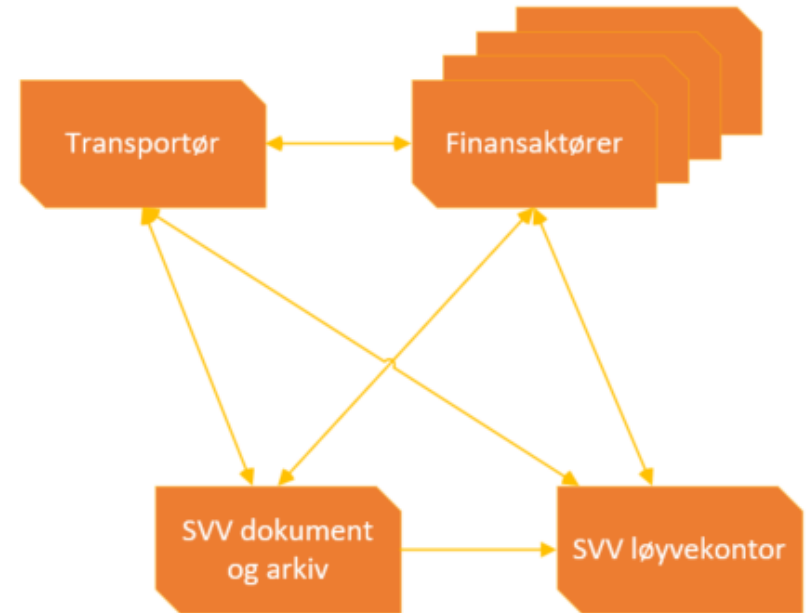 Transportør
Finansaktører
SVV dokument
og arkiv
SVV løyvekontor